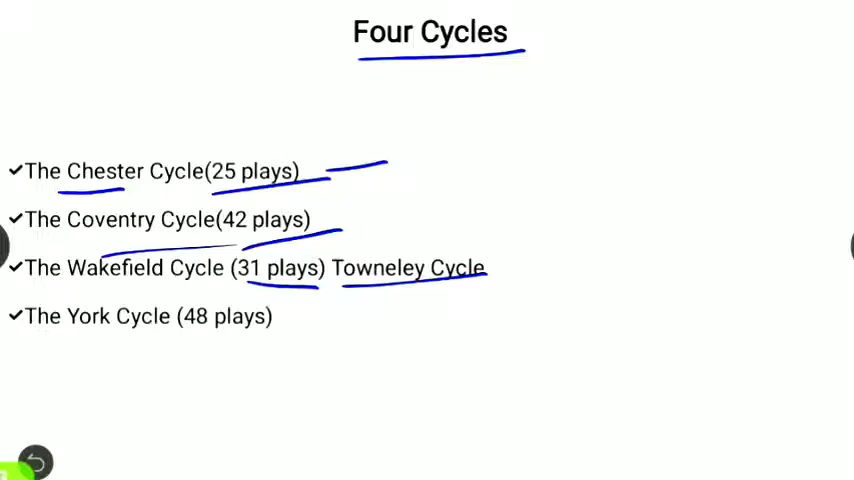 Four Cycles
✓The Chester Cycle(25 plays)
✓The Coventry Cycle(42 plays)
✓The Wakefield Cycle (31 plays) Towneley Cycle
✓The York Cycle (48 plays)